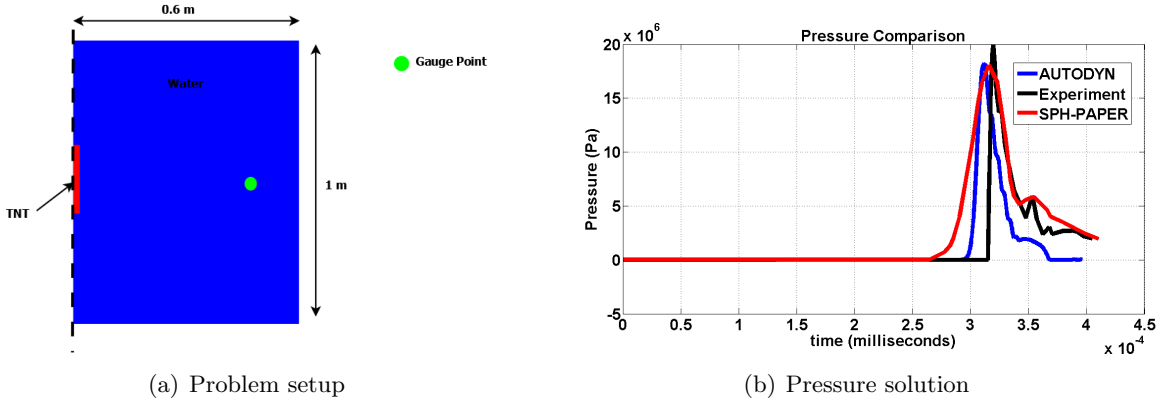 0.6 m
Water
Gauge Point
1 m
TNT
(a) Problem setup
x 10^6
Pressure Comparison
AUTODYN
Experiment
SPH-PAPER
Pressure (Pa)
20
15
10
5
0
-5
0 0.5 1 1.5 2 2.5 3 3.5 4 4.5
time (milliseconds)
x 10^-4
(b) Pressure solution